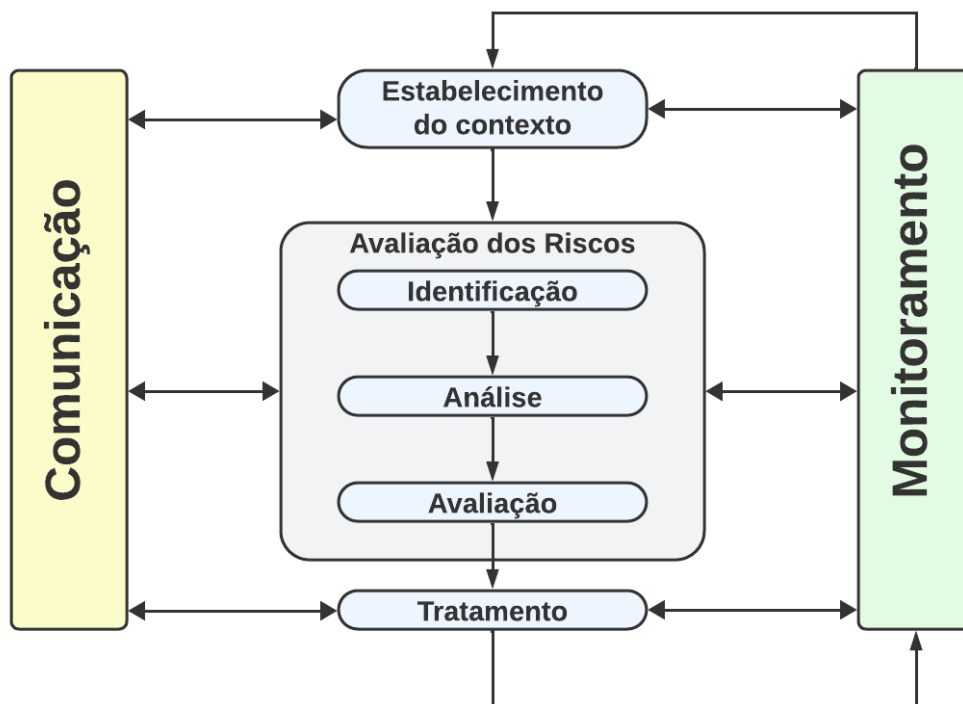 Comunicação
Estabelecimento
do contexto
Avaliação dos Riscos
Identificação
Análise
Avaliação
Tratamento
Monitoramento